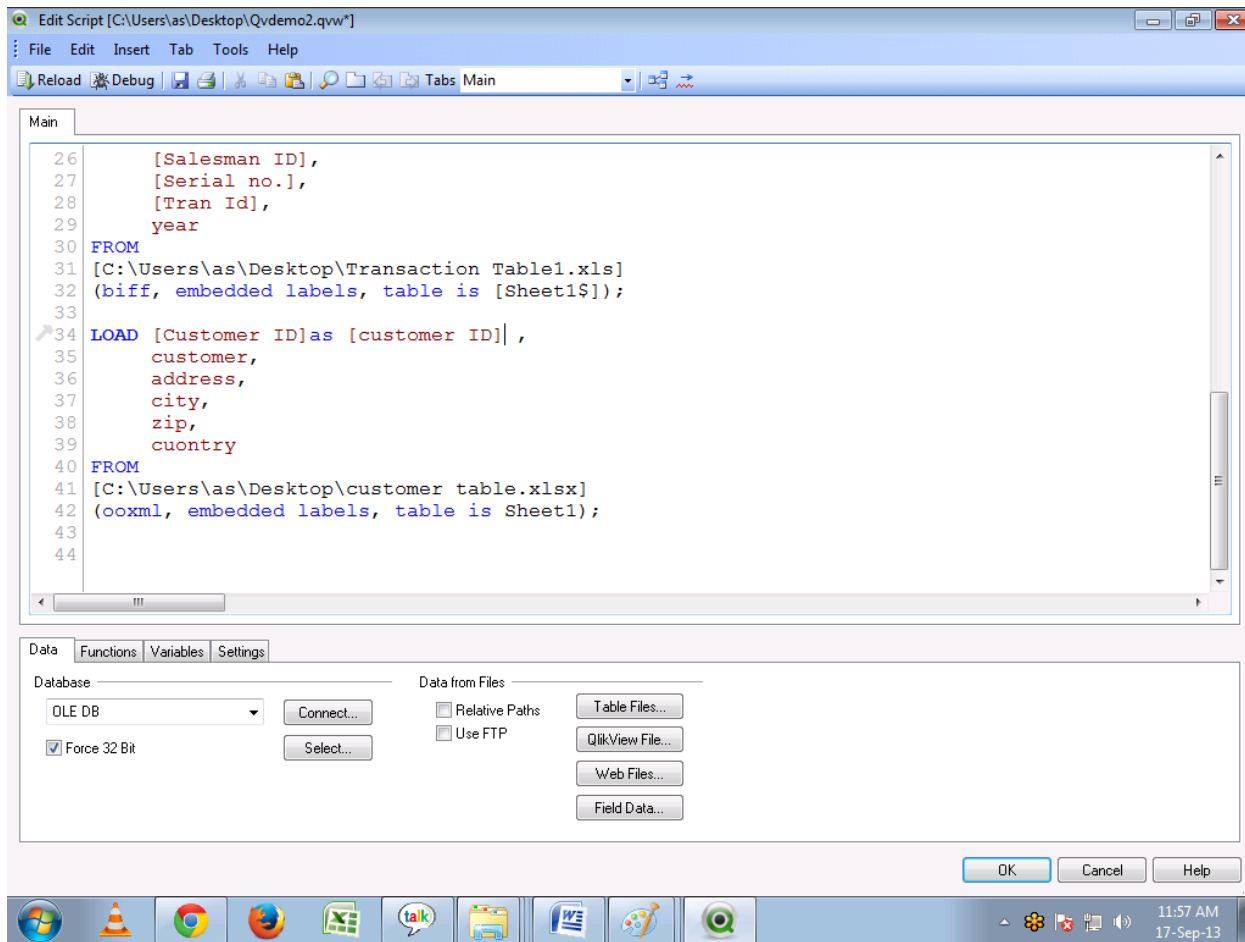 Edit Script [C:\Users\as\Desktop\Qvdemo2.qvw*]
File Edit Insert Tab Tools Help
Reload Debug Tabs Main
Main
26 [Salesman ID],
27 [Serial no.],
28 [Tran Id],
29 year
30 FROM
31 [C:\Users\as\Desktop\Transaction Table1.xls]
32 (biff, embedded labels, table is [Sheet1$]);
33
34 LOAD [Customer ID]as [customer ID] ,
35 customer,
36 address,
37 city,
38 zip,
39 cuontry
40 FROM
41 [C:\Users\as\Desktop\customer table.xlsx]
42 (ooxml, embedded labels, table is Sheet1);
43
44
Data Functions Variables Settings
Database Data from Files
OLE DB Connect... Relative Paths Table Files...
Force 32 Bit Select... Use FTP QlikView File...
Web Files...
Field Data...
OK Cancel Help
talk
11:57 AM
17-Sep-13